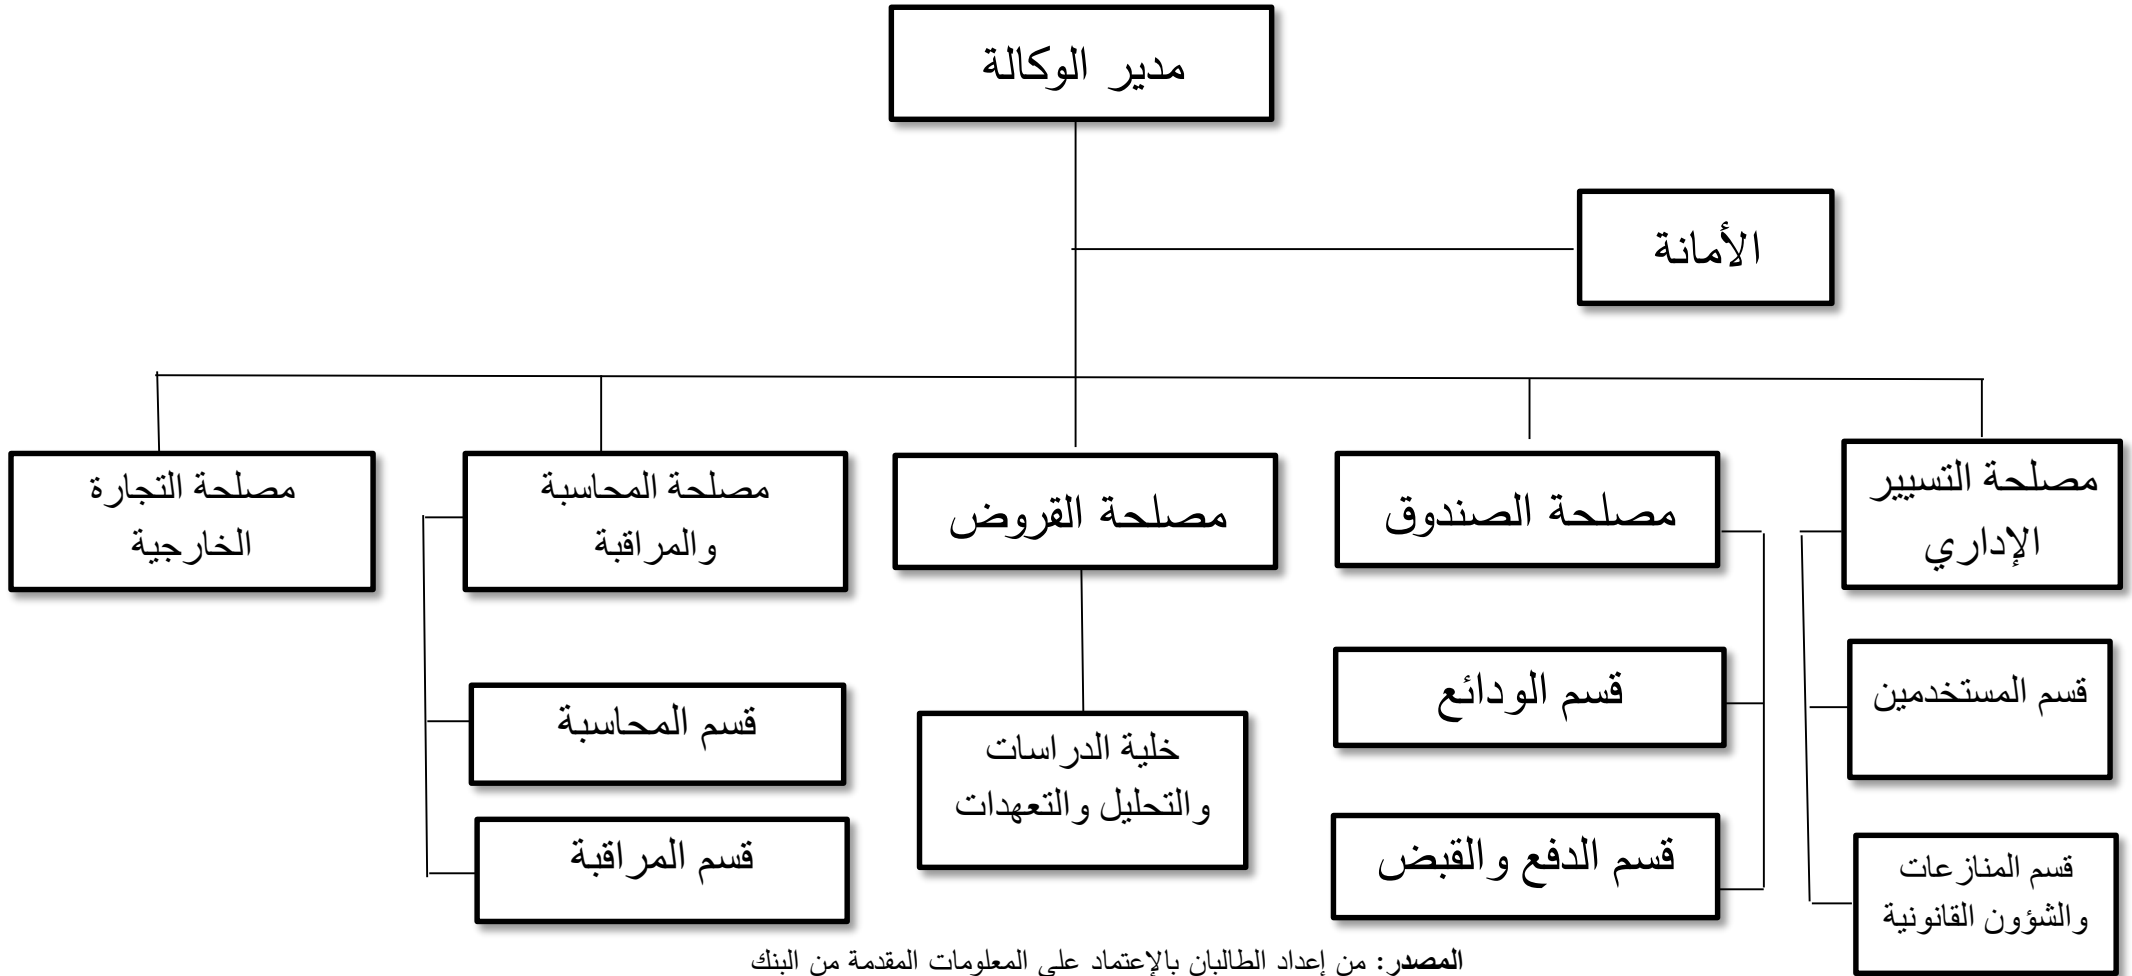 مدير الوكالة
الأمانة
مصلحة التسيير
الإداري
مصلحة الصندوق
مصلحة القروض
مصلحة المحاسبة
والمراقبة
مصلحة التجارة
الخارجية
قسم المستخدمين
قسم المنازعات
والشؤون القانونية
قسم الودائع
قسم الدفع والقبض
خلية الدراسات
والتحليل والتعهدات
قسم المحاسبة
قسم المراقبة
المصدر: من إعداد الطالبان بالإعتماد على المعلومات المقدمة من البنك